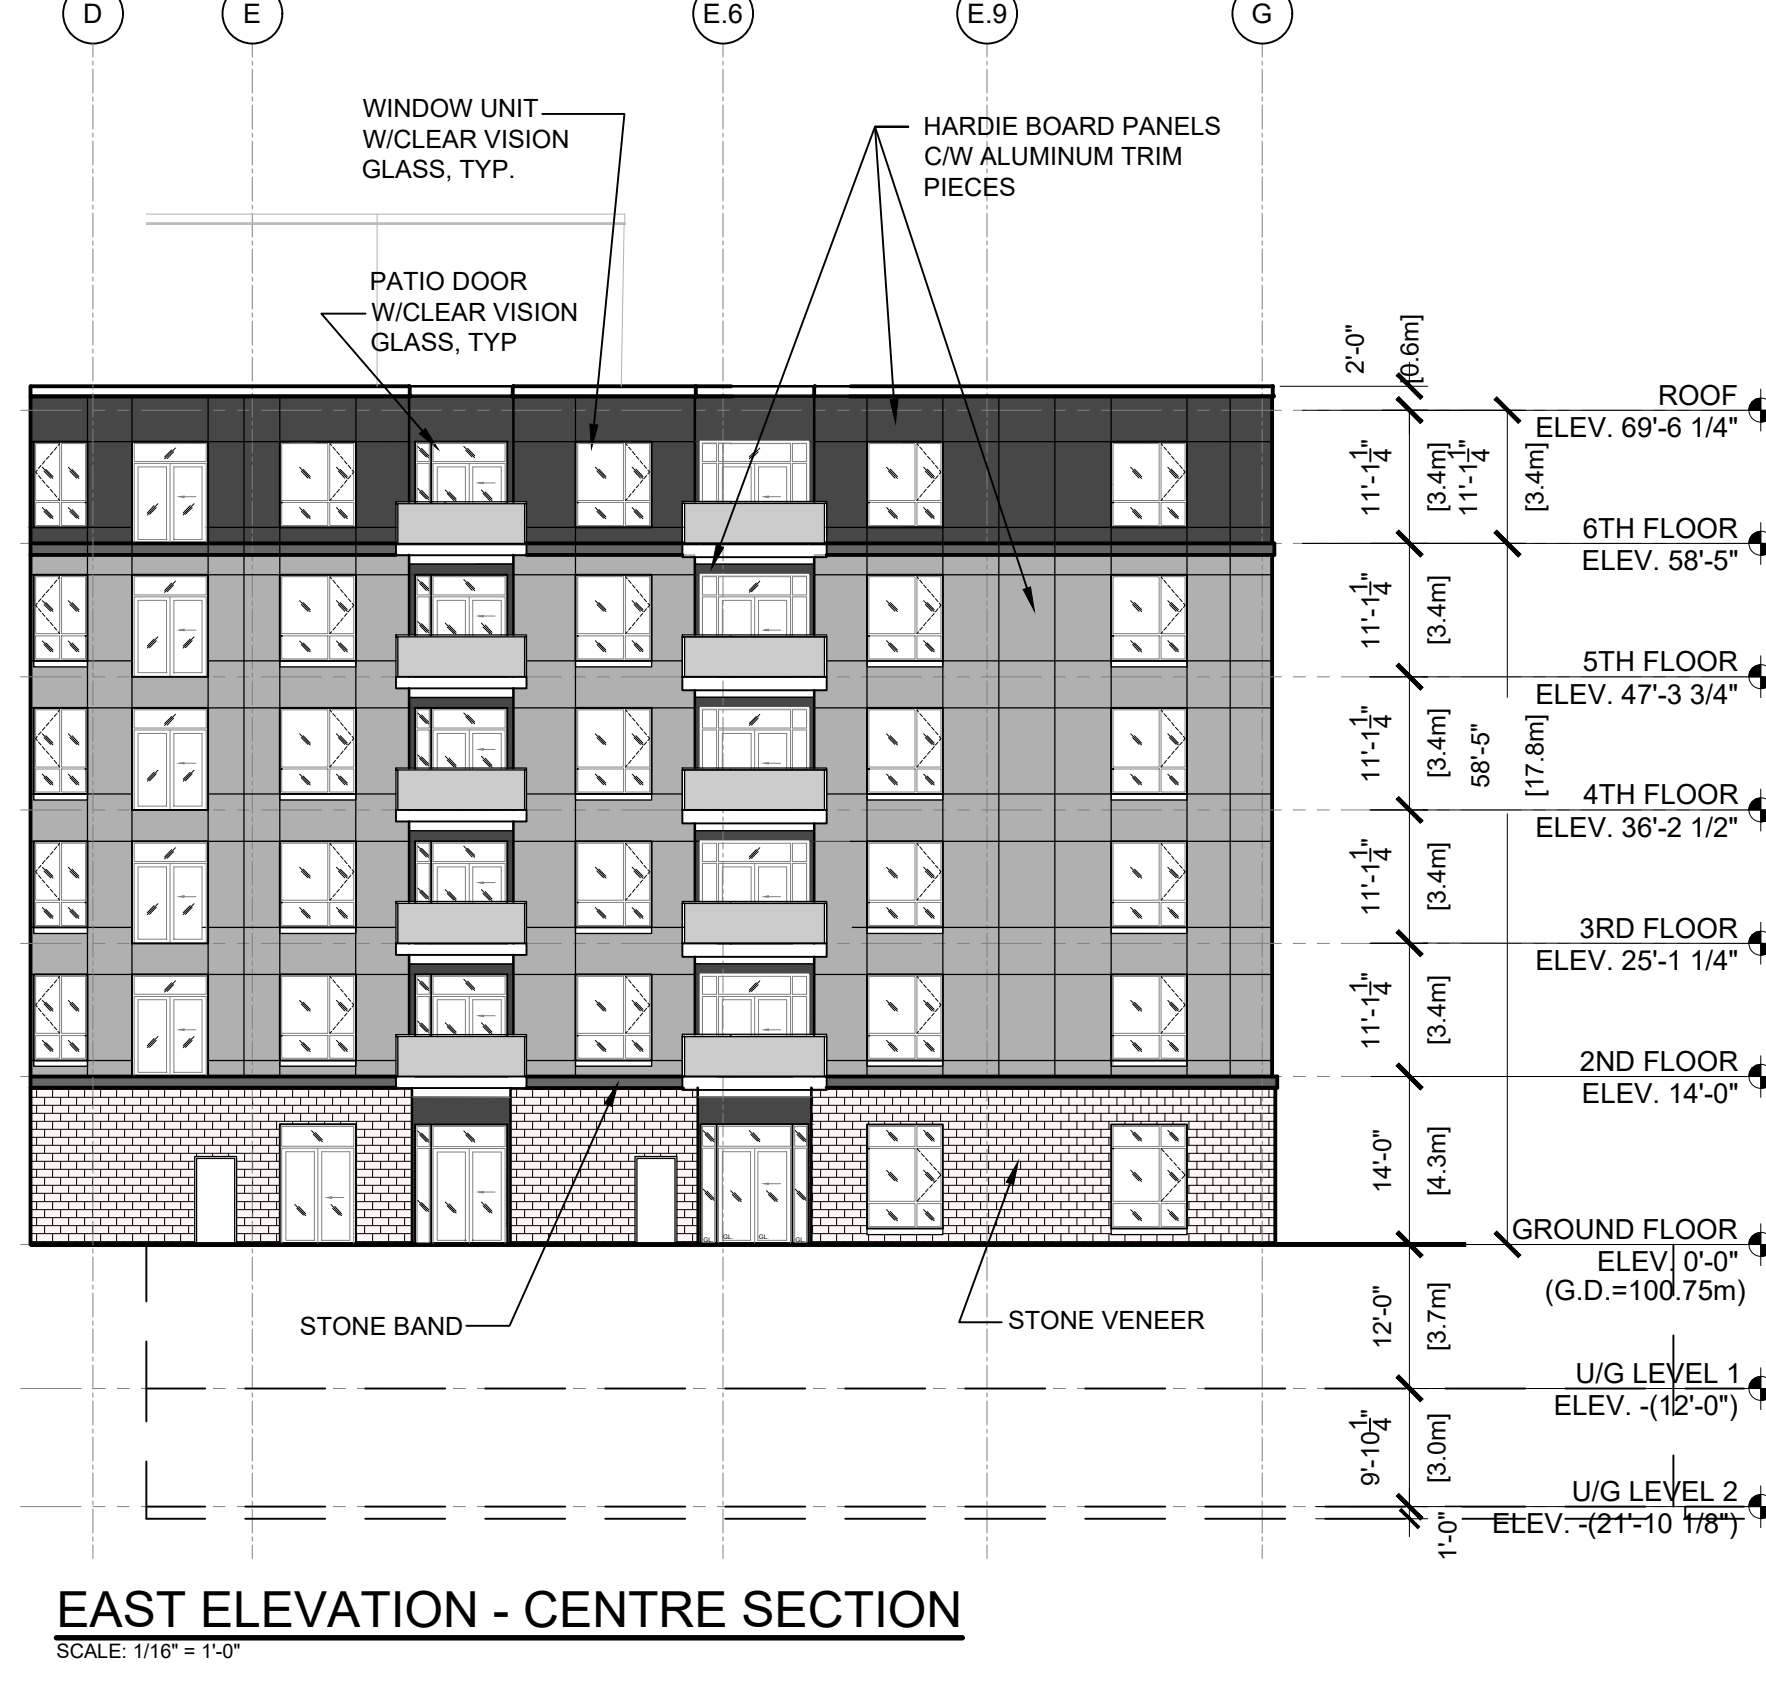 D
E
E.6
E.9
G
WINDOW UNIT
W/CLEAR VISION
GLASS, TYP.
HARDIE BOARD PANELS
C/W ALUMINUM TRIM
PIECES
PATIO DOOR
W/CLEAR VISION
GLASS, TYP
2'-0"
[0.6m]
ROOF
ELEV. 69'-6 1/4"
11'-1 1/4"
[3.4m]
11'-1 1/4"
[3.4m]
6TH FLOOR
ELEV. 58'-5"
11'-1 1/4"
[3.4m]
5TH FLOOR
ELEV. 47'-3 3/4"
11'-1 1/4"
[3.4m]
58'-5"
[17.8m]
4TH FLOOR
ELEV. 36'-2 1/2"
11'-1 1/4"
[3.4m]
3RD FLOOR
ELEV. 25'-1 1/4"
11'-1 1/4"
[3.4m]
2ND FLOOR
ELEV. 14'-0"
14'-0"
[4.3m]
GL.
GL.
GL.
GL.
GROUND FLOOR
ELEV. 0'-0"
(G.D.=100.75m)
STONE BAND
STONE VENEER
12'-0"
[3.7m]
U/G LEVEL 1
ELEV. -(12'-0")
9'-10 1/4"
[3.0m]
U/G LEVEL 2
ELEV. -(21'-10 1/8")
1'-0"
EAST ELEVATION - CENTRE SECTION
SCALE: 1/16" = 1'-0"